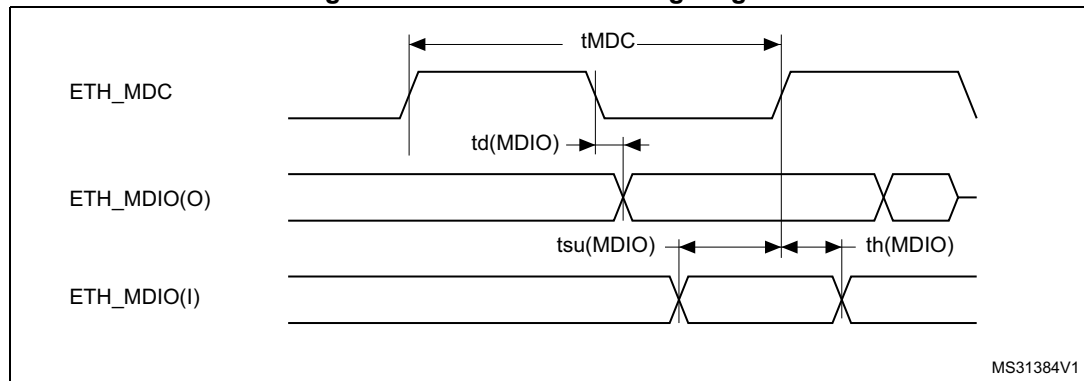 tMDC
ETH_MDC
td(MDIO)
ETH_MDIO(O)
tsu(MDIO)
th(MDIO)
ETH_MDIO(I)
MS31384V1